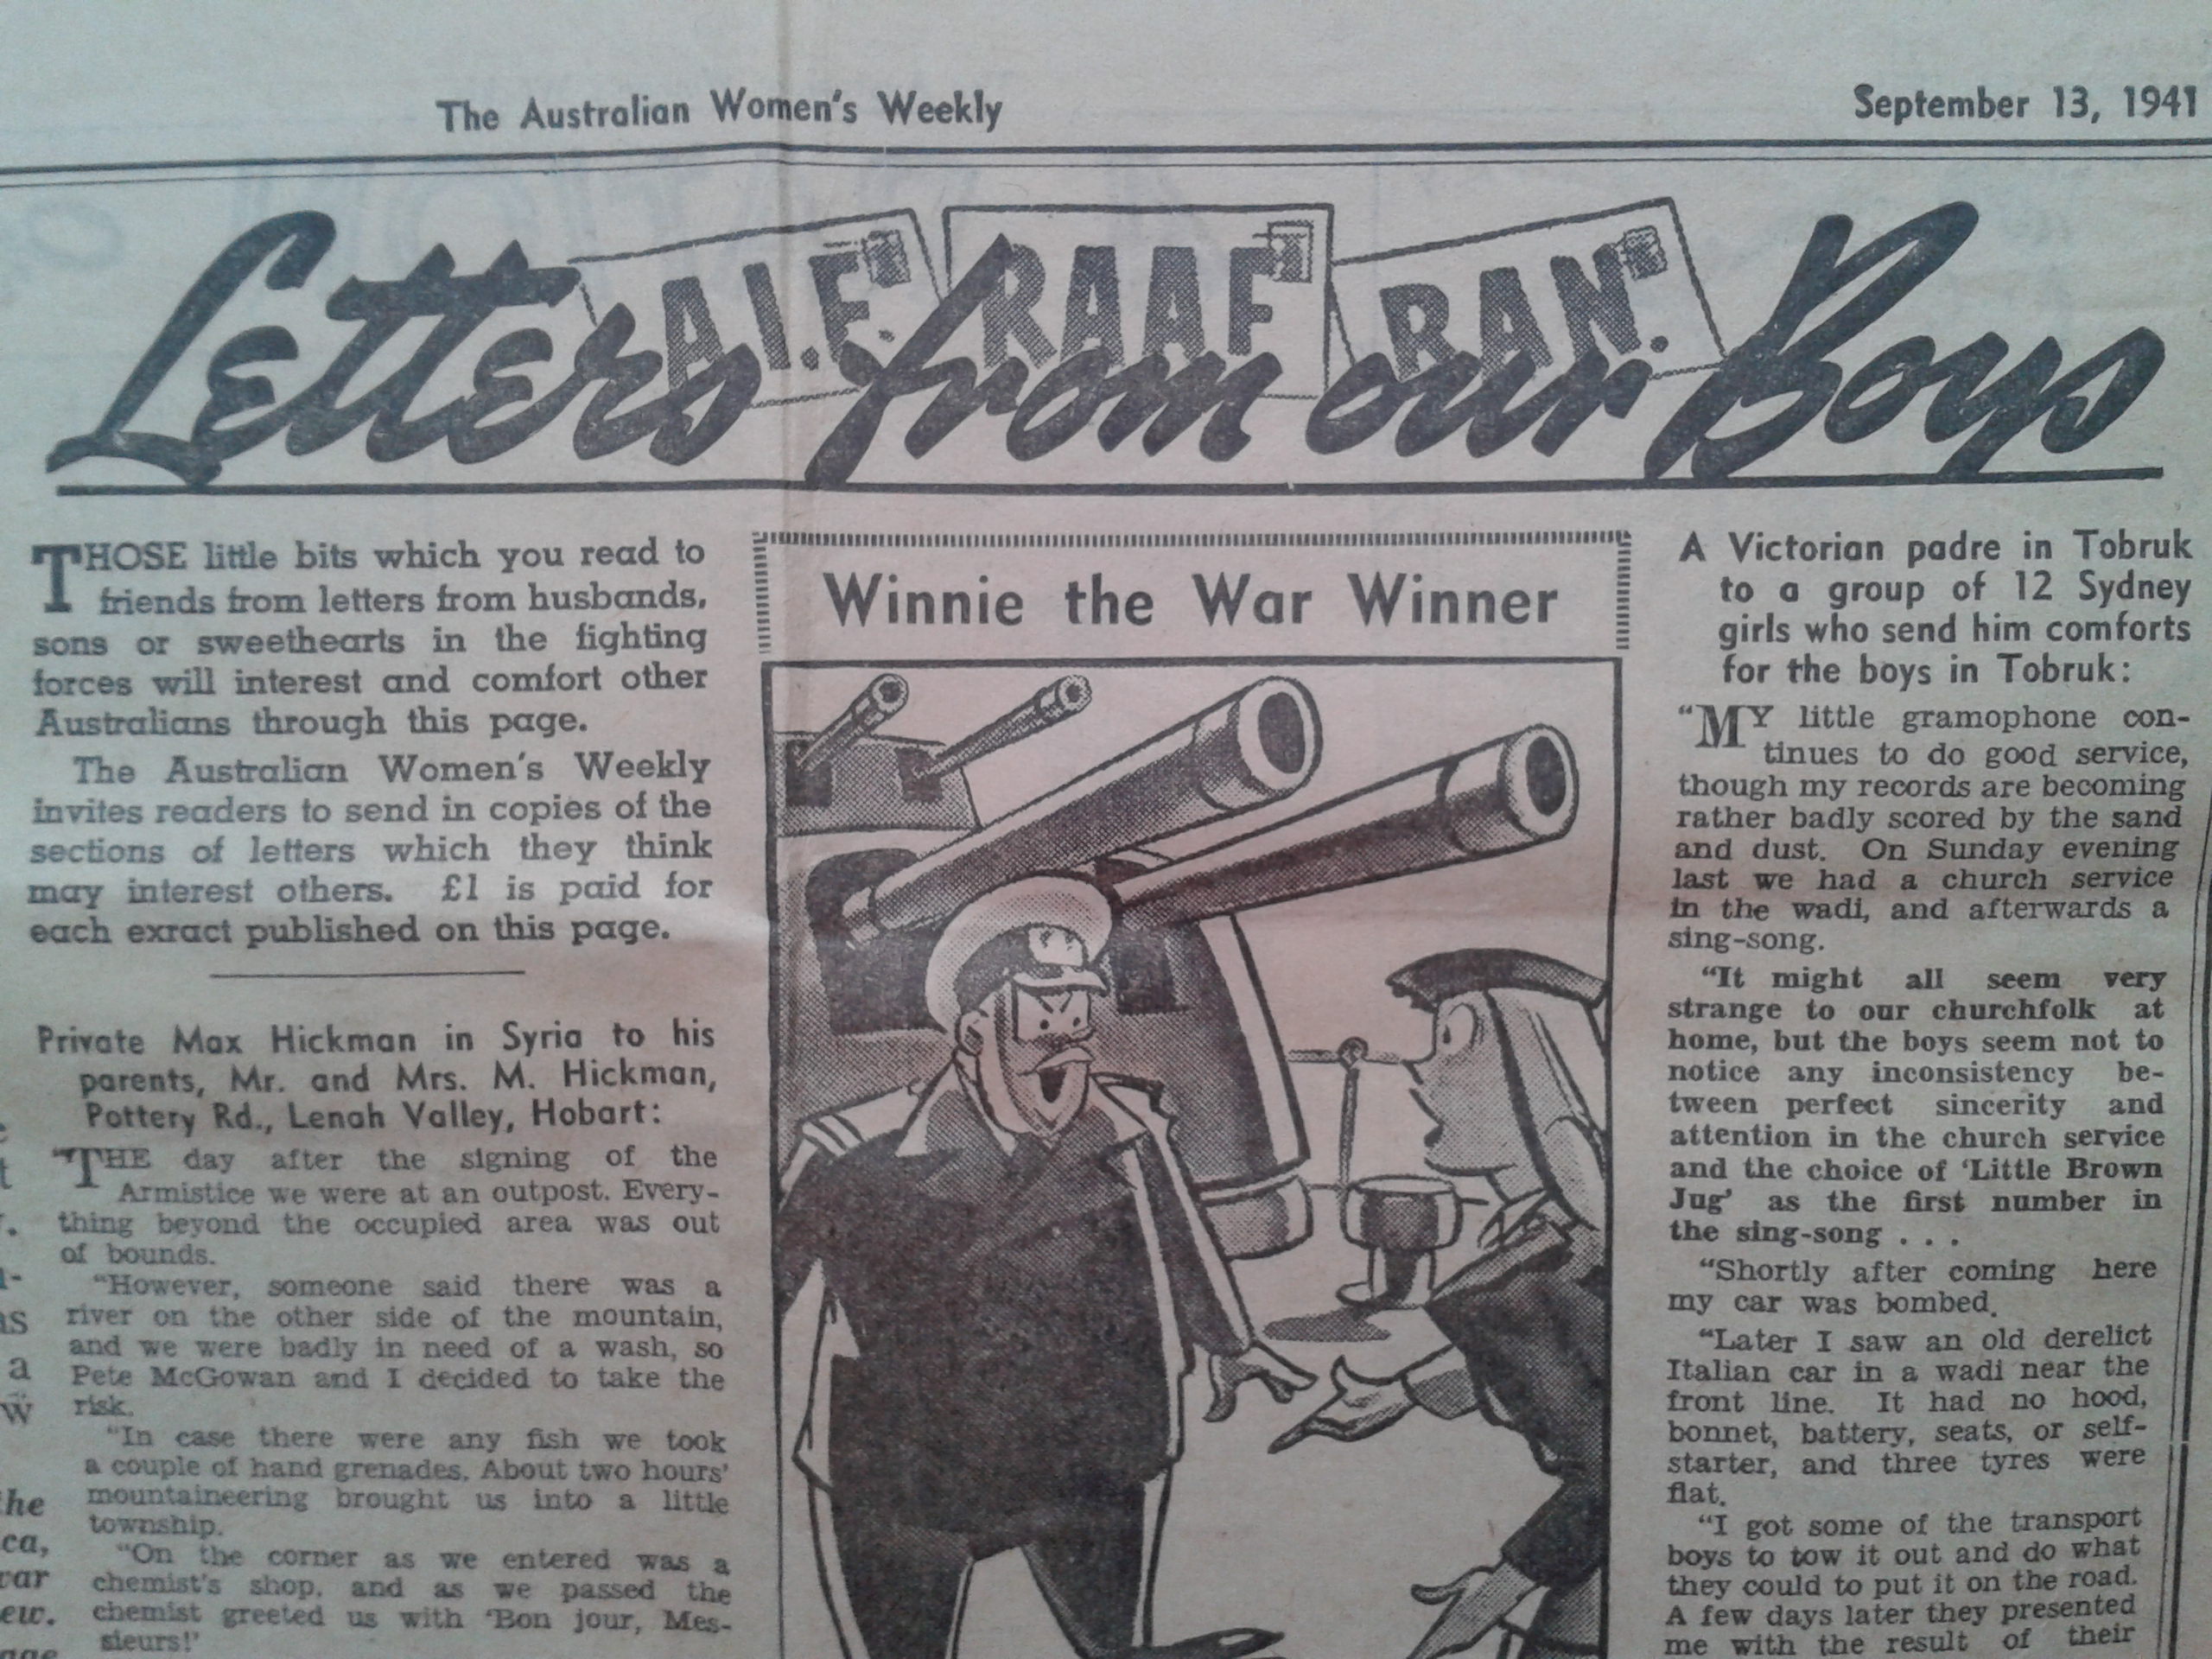 The Australian Women's Weekly
September 13, 1941
A.I.F. RAAF RAN.
Letters from our Boys
THOSE little bits which you read to
friends from letters from husbands,
sons or sweethearts in the fighting
forces will interest and comfort other
Australians through this page.
The Australian Women's Weekly
invites readers to send in copies of the
sections of letters which they think
may interest others. £1 is paid for
each exract published on this page.
Private Max Hickman in Syria to his
parents, Mr. and Mrs. M. Hickman,
Pottery Rd., Lenah Valley, Hobart:
"THE day after the signing of the
Armistice we were at an outpost. Every-
thing beyond the occupied area was out
of bounds.
"However, someone said there was a
river on the other side of the mountain,
and we were badly in need of a wash, so
Pete McGowan and I decided to take the
risk.
"In case there were any fish we took
a couple of hand grenades. About two hours'
mountaineering brought us into a little
township.
"On the corner as we entered was a
chemist's shop, and as we passed the
chemist greeted us with 'Bon jour, Mes-
sieurs!'
Winnie the War Winner
A Victorian padre in Tobruk
to a group of 12 Sydney
girls who send him comforts
for the boys in Tobruk:
"MY little gramophone con-
tinues to do good service,
though my records are becoming
rather badly scored by the sand
and dust. On Sunday evening
last we had a church service
in the wadi, and afterwards a
sing-song.
"It might all seem very
strange to our churchfolk at
home, but the boys seem not to
notice any inconsistency be-
tween perfect sincerity and
attention in the church service
and the choice of 'Little Brown
Jug' as the first number in
the sing-song . . .
"Shortly after coming here
my car was bombed.
"Later I saw an old derelict
Italian car in a wadi near the
front line. It had no hood,
bonnet, battery, seats, or self-
starter, and three tyres were
flat.
"I got some of the transport
boys to tow it out and do what
they could to put it on the road.
A few days later they presented
me with the result of their